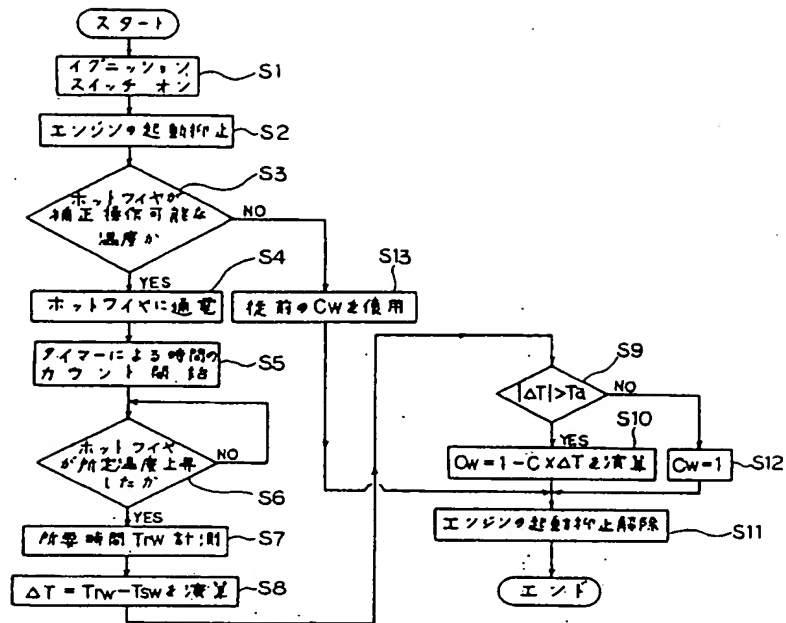 スタート
イグニッション
スイッチ オン
S1
エンジンの起動抑止
S2
S3
ホットワイヤが
補正操作可能な
温度か
NO
YES
S4
ホットワイヤに通電
S13
従前のCwを使用
タイマーによる時間の
カウント開始
S5
ホットワイヤ
が所定温度上昇
したか
NO
S6
YES
所要時間Trw計測
S7
ΔT=Trw-Tswを演算
S8
S9
|ΔT|>Ta
NO
YES
S10
Cw=1-C×ΔTを演算
Cw=1
S12
エンジンの起動抑止解除
S11
エンド